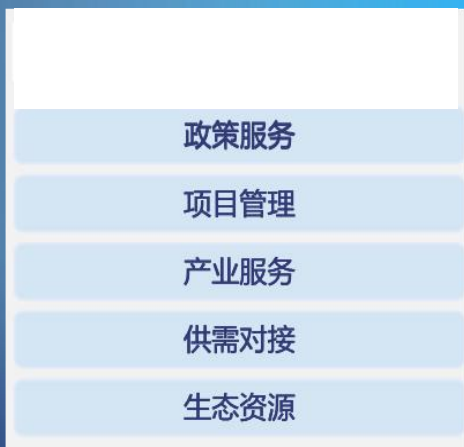 政策服务
项目管理
产业服务
供需对接
生态资源